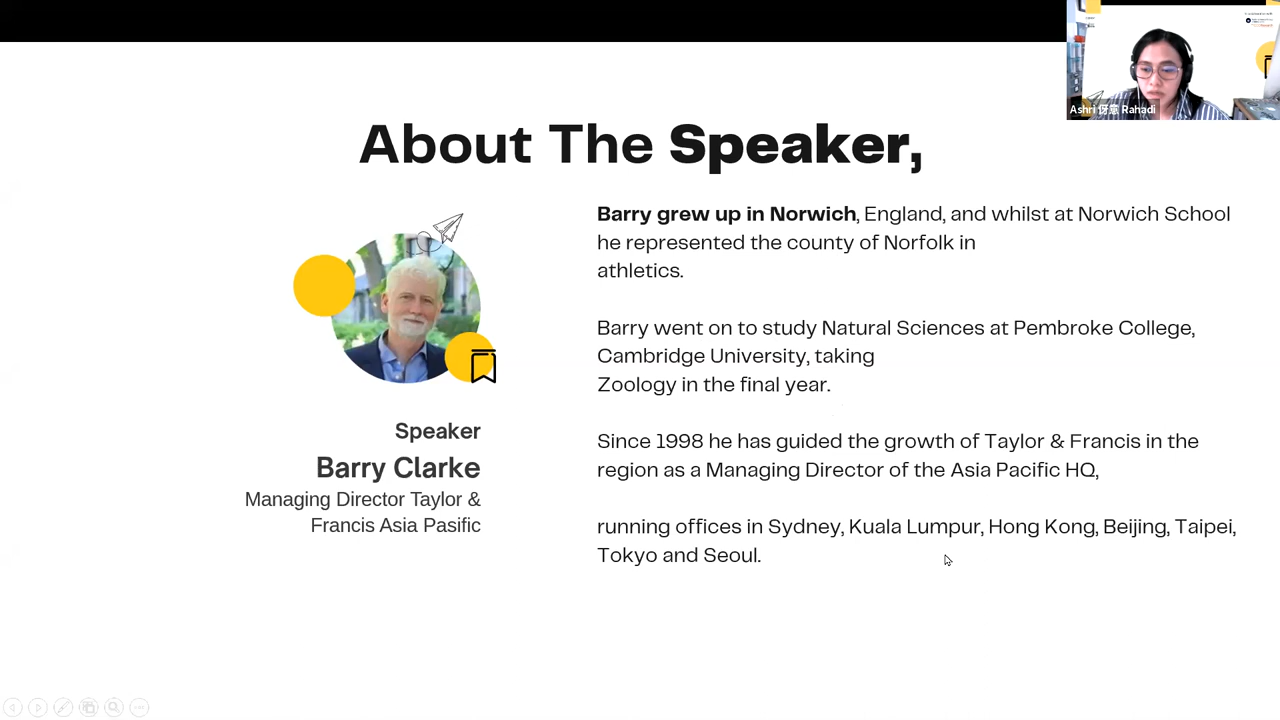 About The Speaker,
Barry grew up in Norwich, England, and whilst at Norwich School
he represented the county of Norfolk in
athletics.
Barry went on to study Natural Sciences at Pembroke College,
Cambridge University, taking
Zoology in the final year.
Since 1998 he has guided the growth of Taylor & Francis in the
region as a Managing Director of the Asia Pacific HQ,
running offices in Sydney, Kuala Lumpur, Hong Kong, Beijing, Taipei,
Tokyo and Seoul.
Speaker
Barry Clarke
Managing Director Taylor &
Francis Asia Pasific
Ashri Rahadi